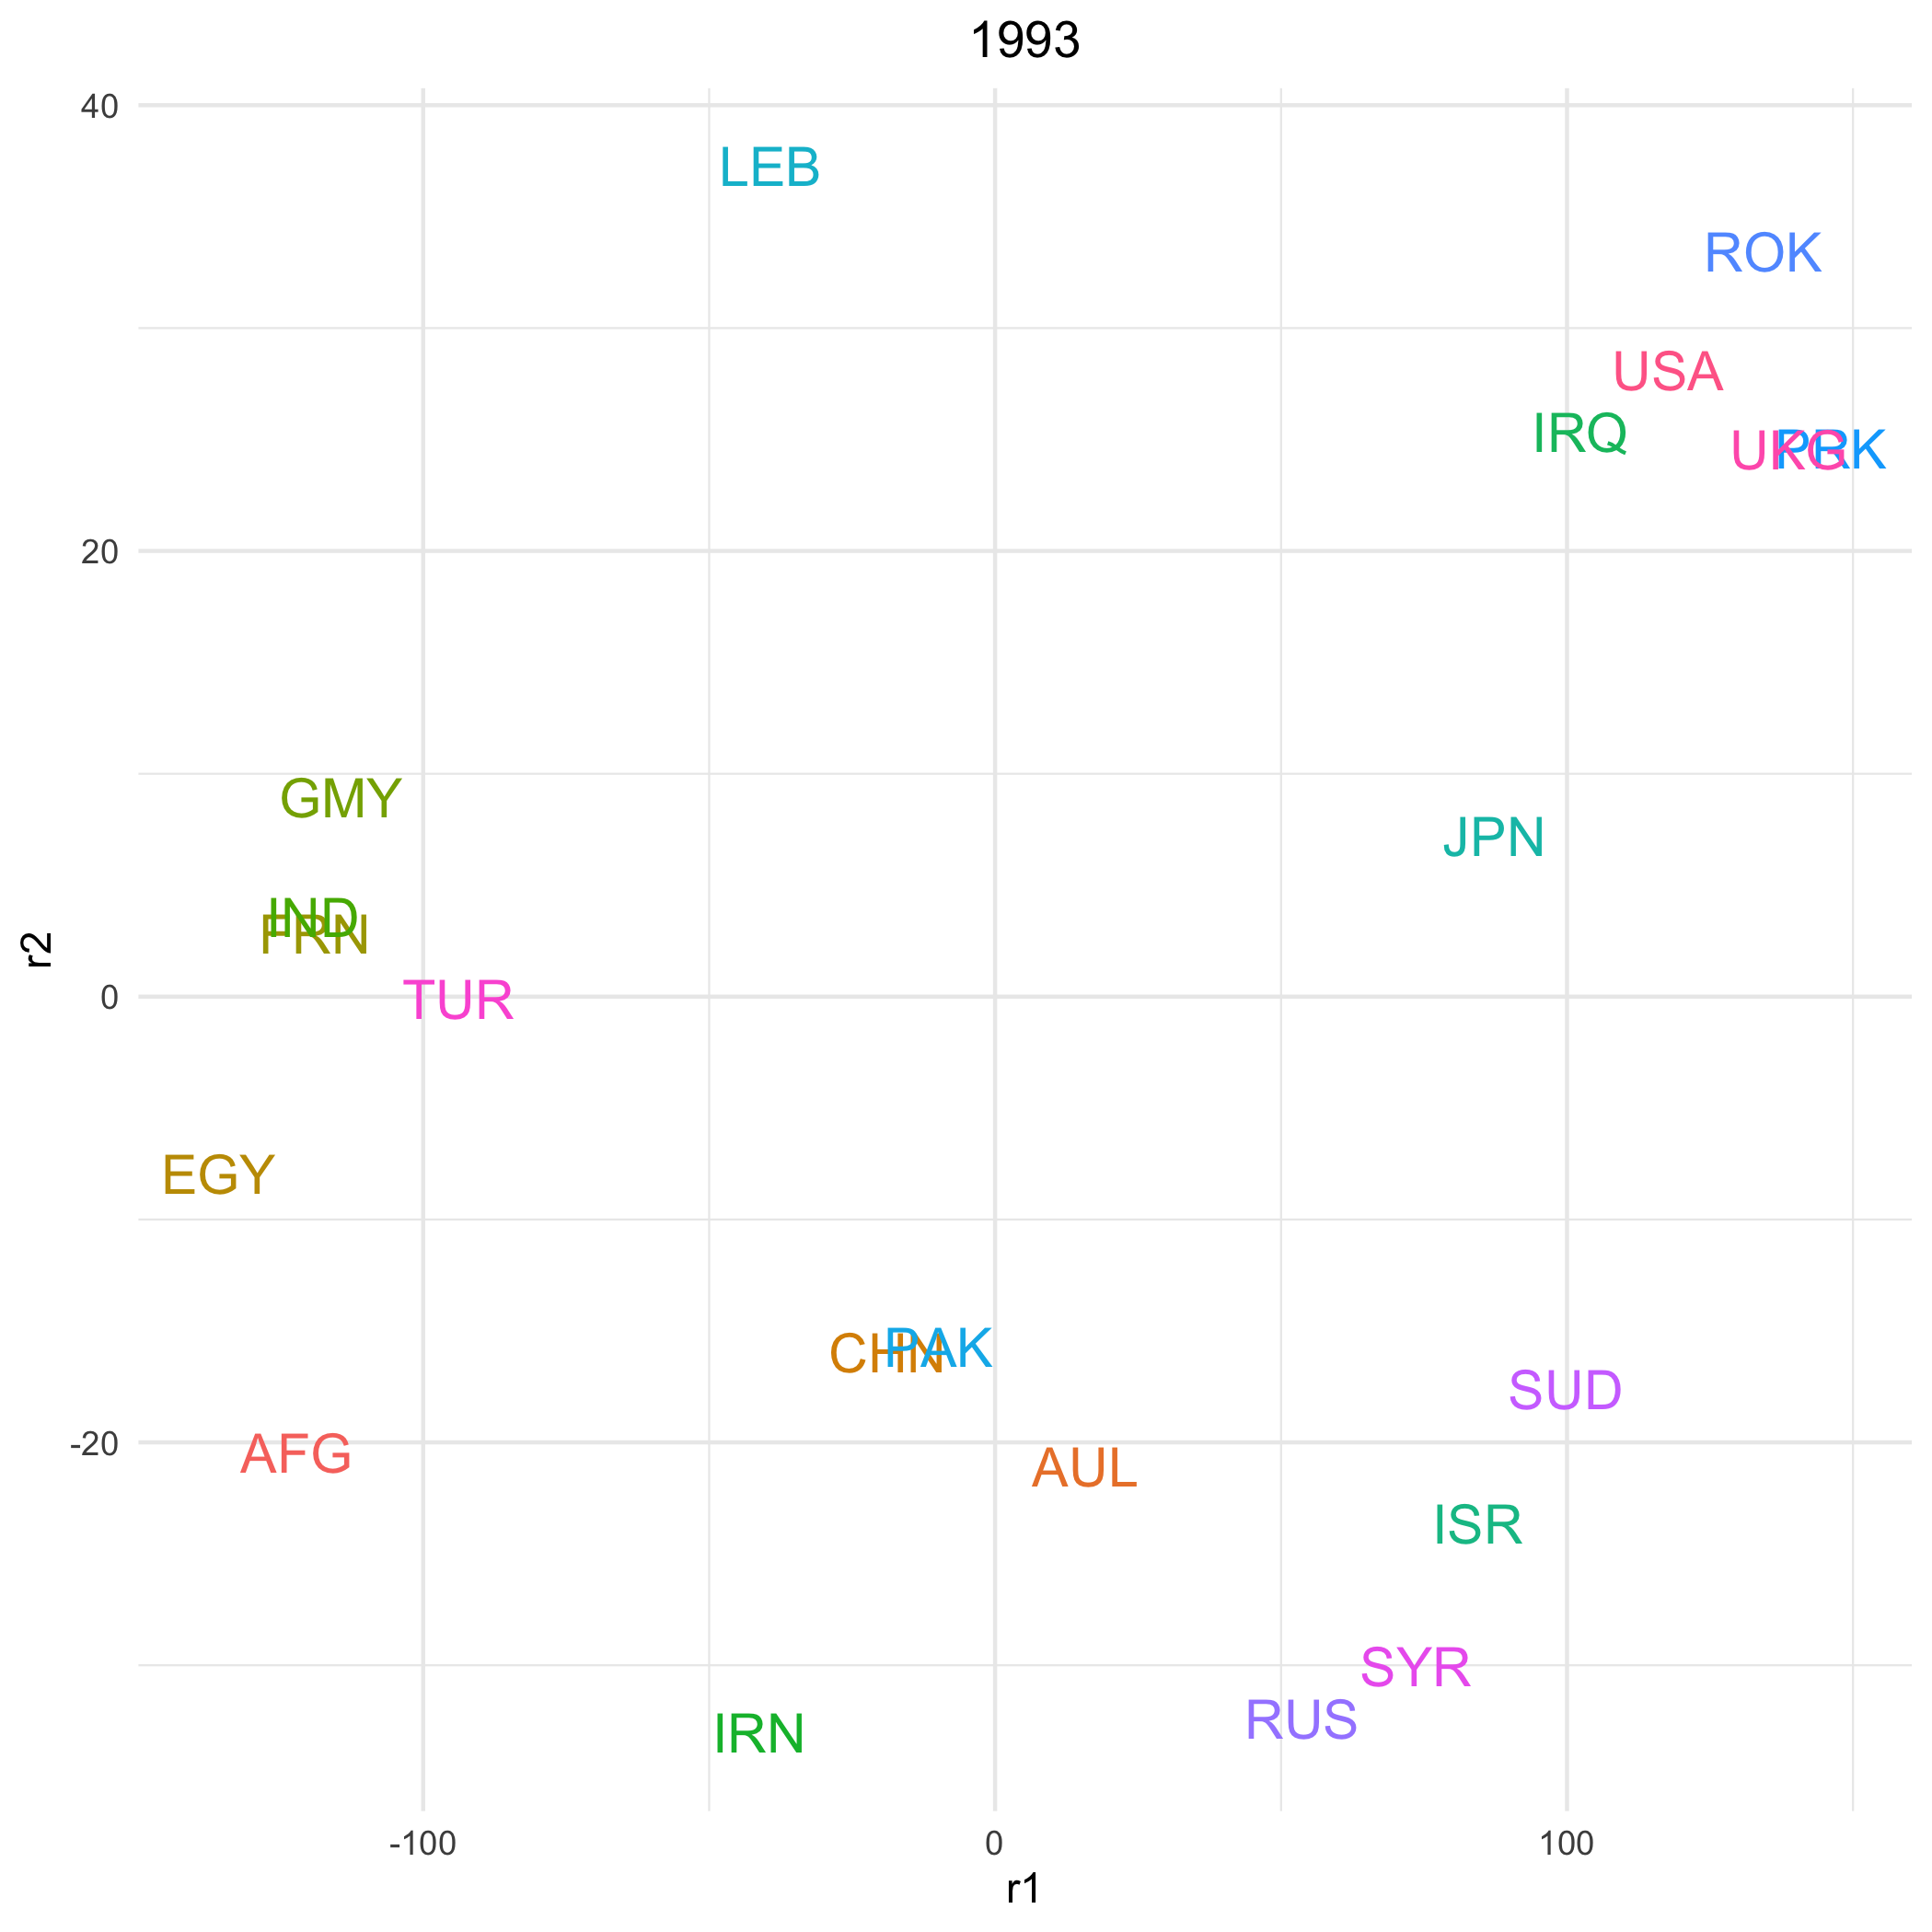 1993
40
LEB
ROK
USA
IRQ
UKG PRK
20
GMY
JPN
IND
FRN
0
TUR
r2
EGY
PAK
CHN
SUD
-20
AFG
AUL
ISR
SYR
RUS
IRN
-100 0 100
r1